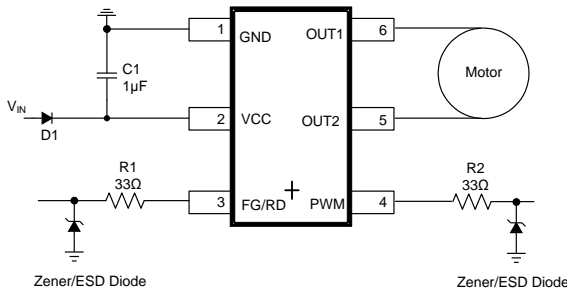 1 GND OUT1 6
C1
1µF
Motor
VIN
D1
2 VCC OUT2 5
R1
33Ω
R2
33Ω
3 FG/RD PWM 4
Zener/ESD Diode
Zener/ESD Diode